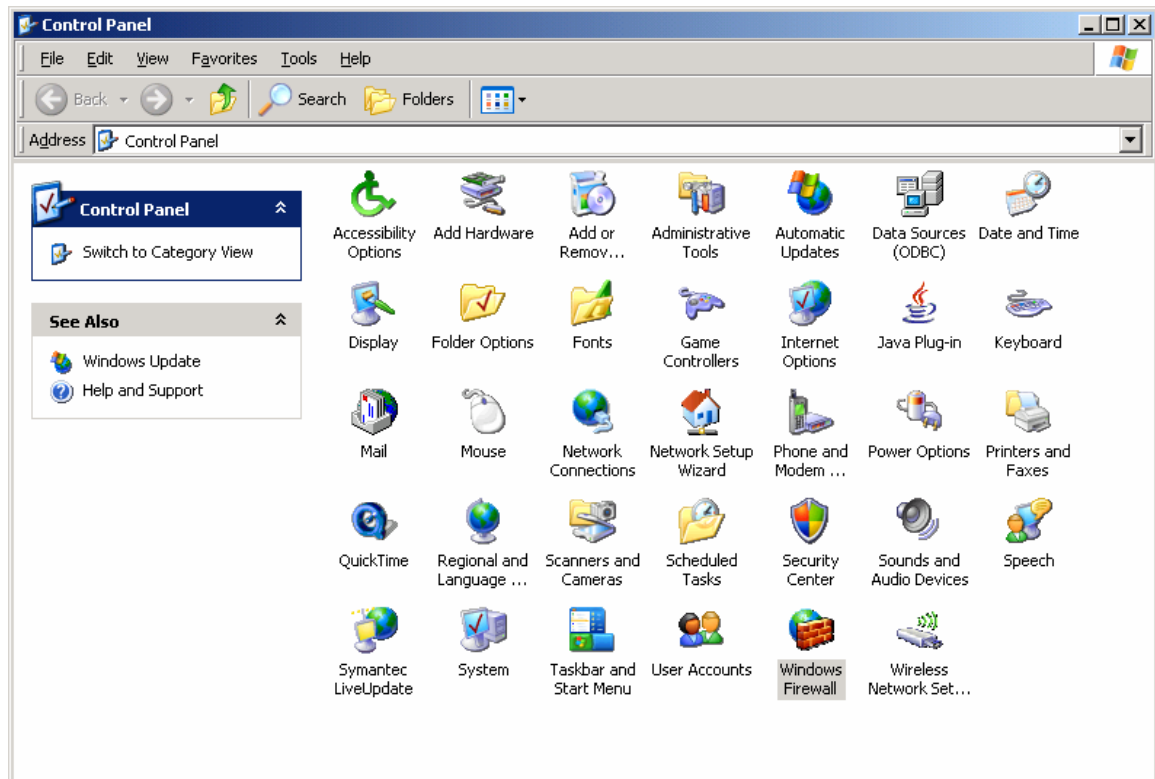 Control Panel
File Edit View Favorites Tools Help
Back Search Folders
Address Control Panel
Control Panel
Switch to Category View
See Also
Windows Update
Help and Support
Accessibility Options
Add Hardware
Add or Remov...
Administrative Tools
Automatic Updates
Data Sources (ODBC)
Date and Time
Display
Folder Options
Fonts
Game Controllers
Internet Options
Java Plug-in
Keyboard
Mail
Mouse
Network Connections
Network Setup Wizard
Phone and Modem ...
Power Options
Printers and Faxes
QuickTime
Regional and Language ...
Scanners and Cameras
Scheduled Tasks
Security Center
Sounds and Audio Devices
Speech
Symantec LiveUpdate
System
Taskbar and Start Menu
User Accounts
Windows Firewall
Wireless Network Set...